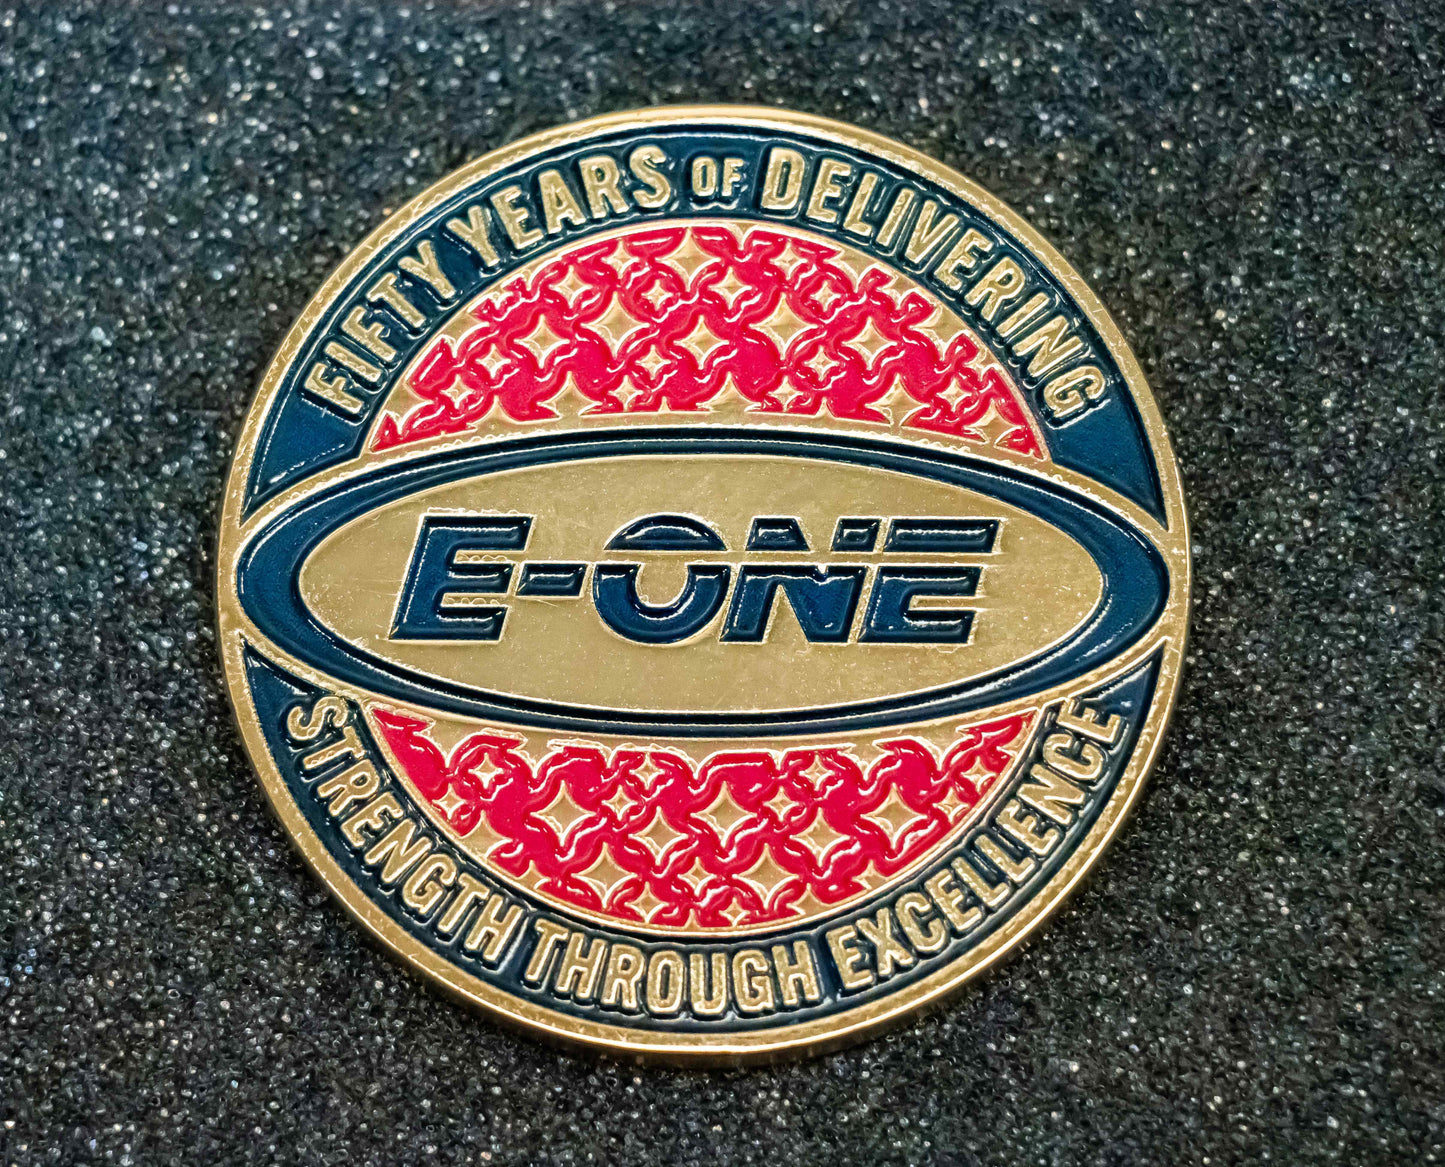 FIFTY YEARS OF DELIVERING
E-ONE
STRENGTH THROUGH EXCELLENCE